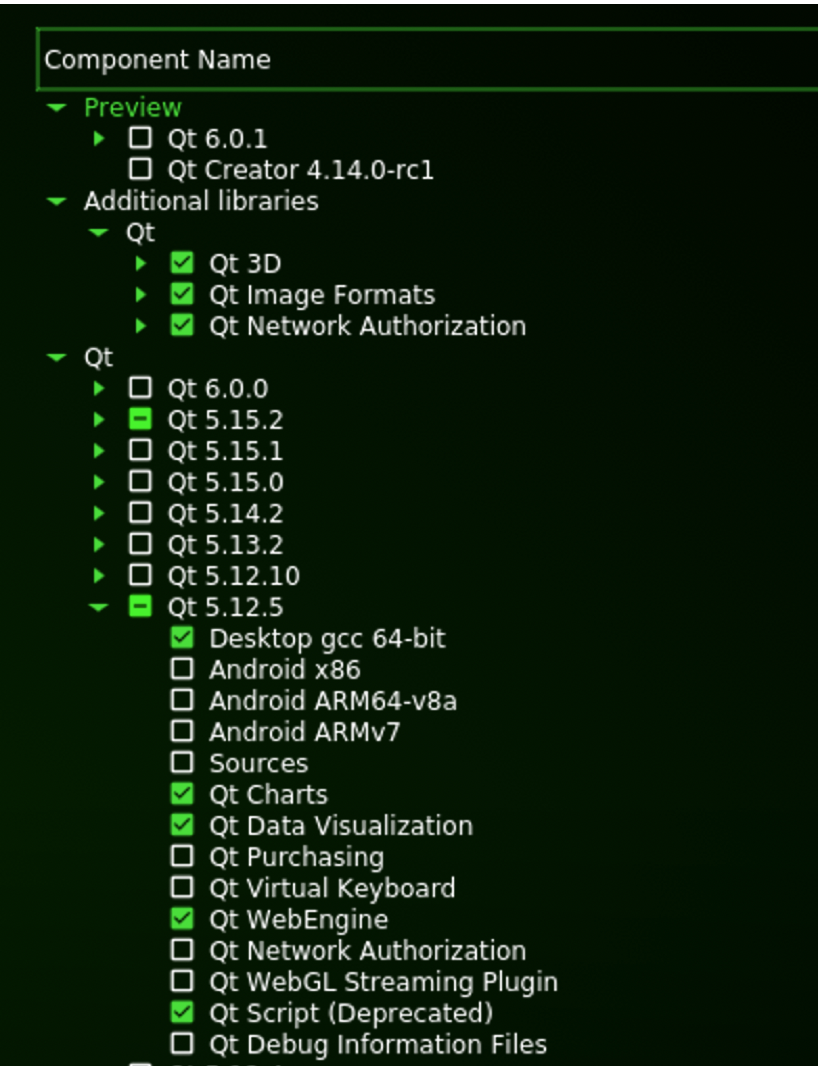 Component Name
Preview
Qt 6.0.1
Qt Creator 4.14.0-rc1
Additional libraries
Qt
Qt 3D
Qt Image Formats
Qt Network Authorization
Qt
Qt 6.0.0
Qt 5.15.2
Qt 5.15.1
Qt 5.15.0
Qt 5.14.2
Qt 5.13.2
Qt 5.12.10
Qt 5.12.5
Desktop gcc 64-bit
Android x86
Android ARM64-v8a
Android ARMv7
Sources
Qt Charts
Qt Data Visualization
Qt Purchasing
Qt Virtual Keyboard
Qt WebEngine
Qt Network Authorization
Qt WebGL Streaming Plugin
Qt Script (Deprecated)
Qt Debug Information Files